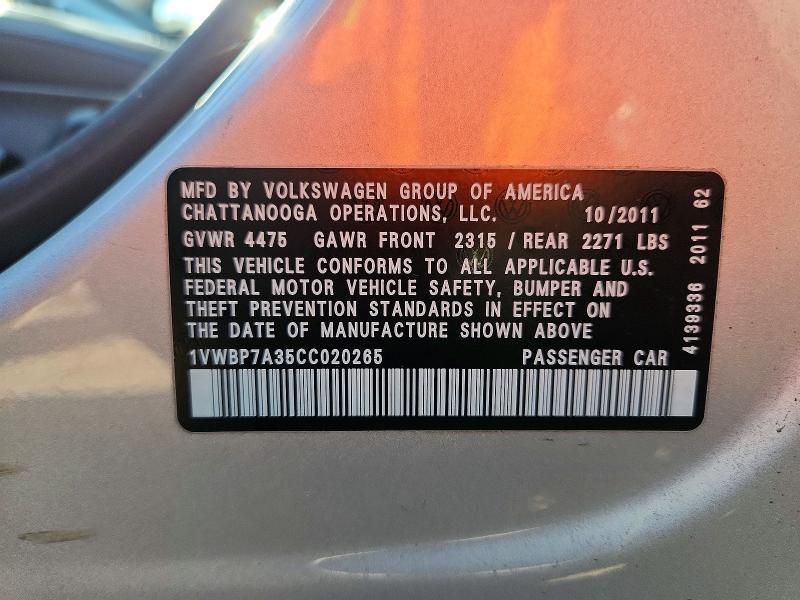 MFD BY VOLKSWAGEN GROUP OF AMERICA
CHATTANOOGA OPERATIONS, LLC. 10/2011
GVWR 4475 GAWR FRONT 2315 / REAR 2271 LBS
THIS VEHICLE CONFORMS TO ALL APPLICABLE U.S.
FEDERAL MOTOR VEHICLE SAFETY, BUMPER AND
THEFT PREVENTION STANDARDS IN EFFECT ON
THE DATE OF MANUFACTURE SHOWN ABOVE
1VWBP7A35CC020265 PASSENGER CAR
4139336 2011 62